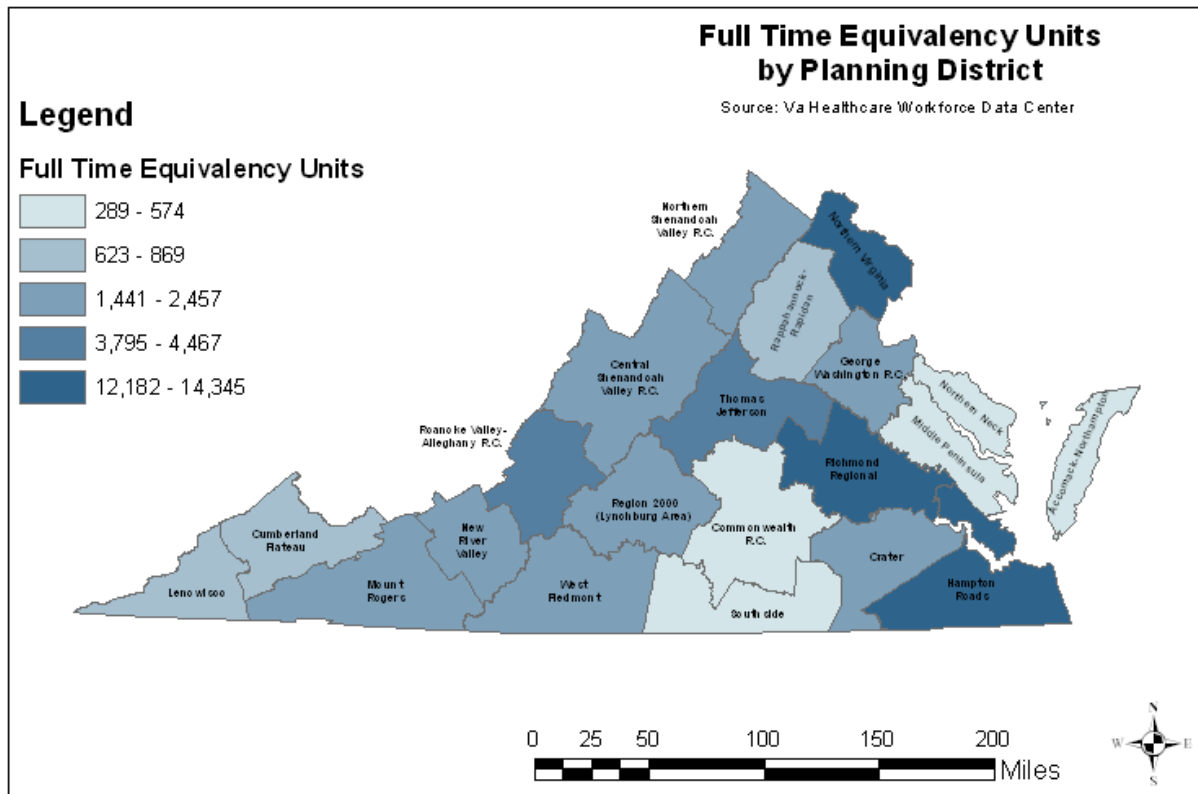 Full Time Equivalency Units
by Planning District
Source: Va Healthcare Workforce Data Center
Legend
Full Time Equivalency Units
289 - 574
623 - 869
1,441 - 2,457
3,795 - 4,467
12,182 - 14,345
Northern
Shenandoah
Valley R.C.
Northern Virginia
Rappahannock-
Rapidan
Central
Shenandoah
Valley R.C.
George
Washington R.C.
Northern Neck
Middle Peninsula
Accomack-Northampton
Thomas
Jefferson
Roanoke Valley-
Alleghany R.C.
Richmond
Regional
Region 2000
(Lynchburg Area)
Commonwealth
R.C.
Cumberland
Plateau
New
River
Valley
Crater
Lenowisco
Mount
Rogers
West
Piedmont
Southside
Hampton
Roads
0 25 50 100 150 200
Miles
N
W E
S